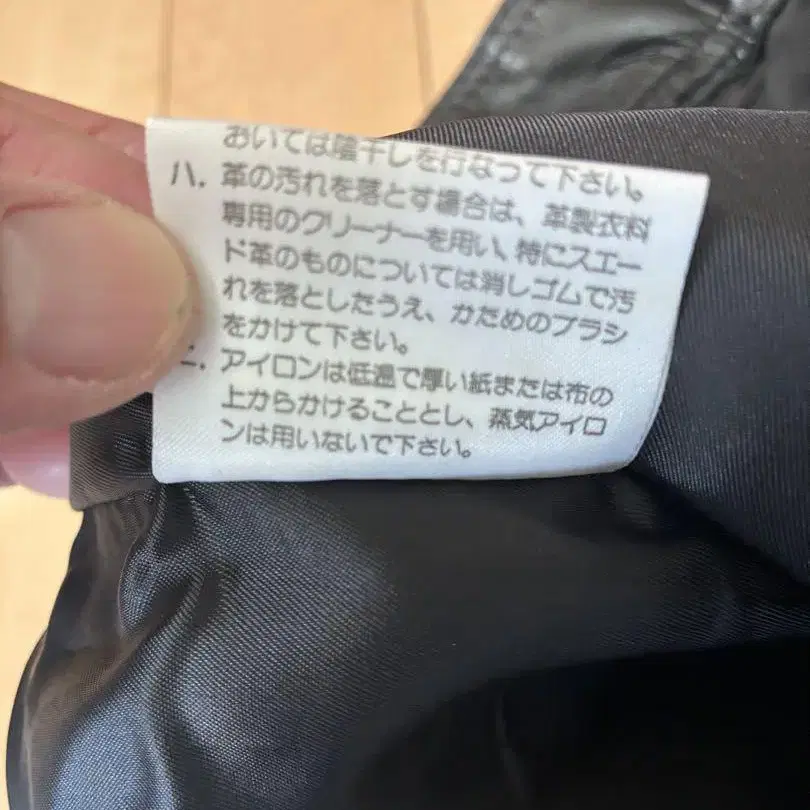 おいては陰干しを行なって下さい。
ハ. 革の汚れを落とす場合は、革製衣料
専用のクリーナーを用い、特にスエー
ド革のものについては消しゴムで汚
れを落としたうえ、かためのブラシ
をかけて下さい。
ニ. アイロンは低温で厚い紙または布の
上からかけることとし、蒸気アイロ
ンは用いないで下さい。